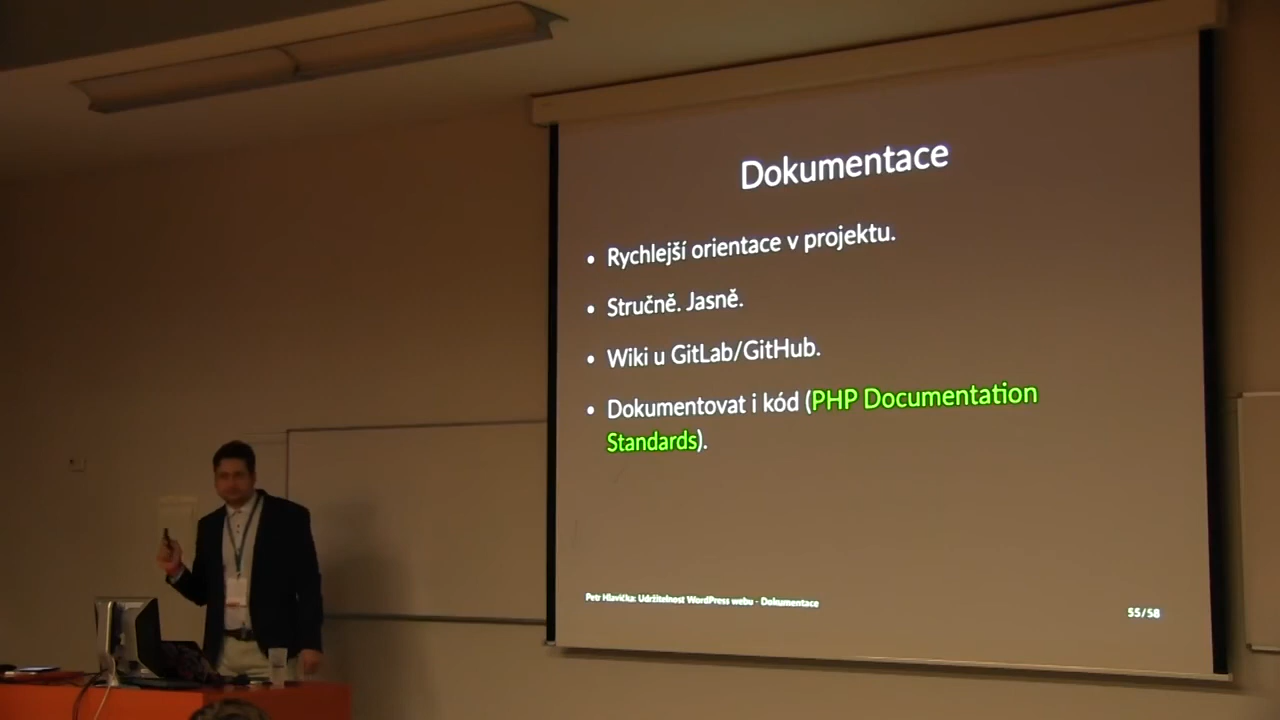 Dokumentace
• Rychlejší orientace v projektu.
• Stručně. Jasně.
• Wiki u GitLab/GitHub.
• Dokumentovat i kód (PHP Documentation
Standards).
Petr Hlavička: Udržitelnost WordPress webu - Dokumentace
55/58